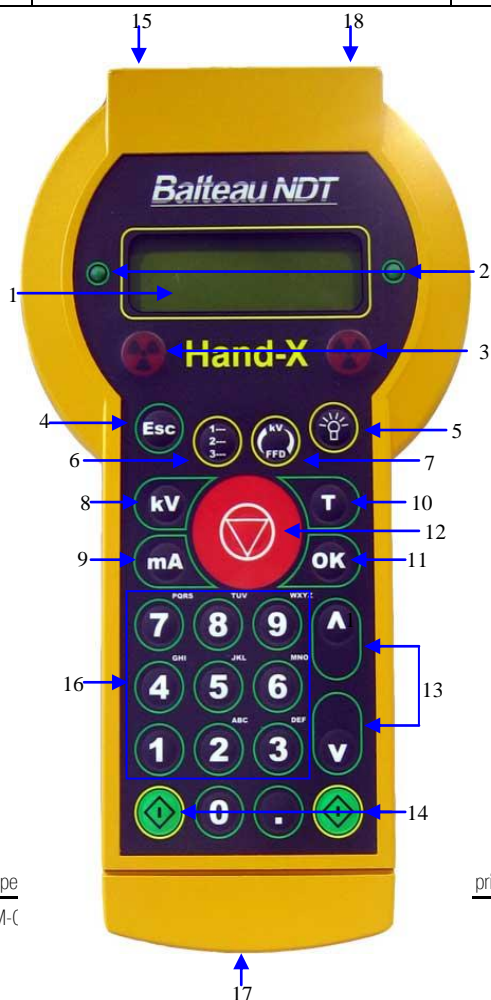 15 18
Balteau NDT
2
1
Hand-X
3
4 Esc 1--- kV 5
2---
3--- FFD
6 7
8 kV T 10
12
9 mA OK 11
PQRS TUV WXYZ
7 8 9 ʌ
GHI JKL MNO
16 4 5 6 13
ABC DEF
1 2 3 v
0 . 14
pe pri
M-(
17